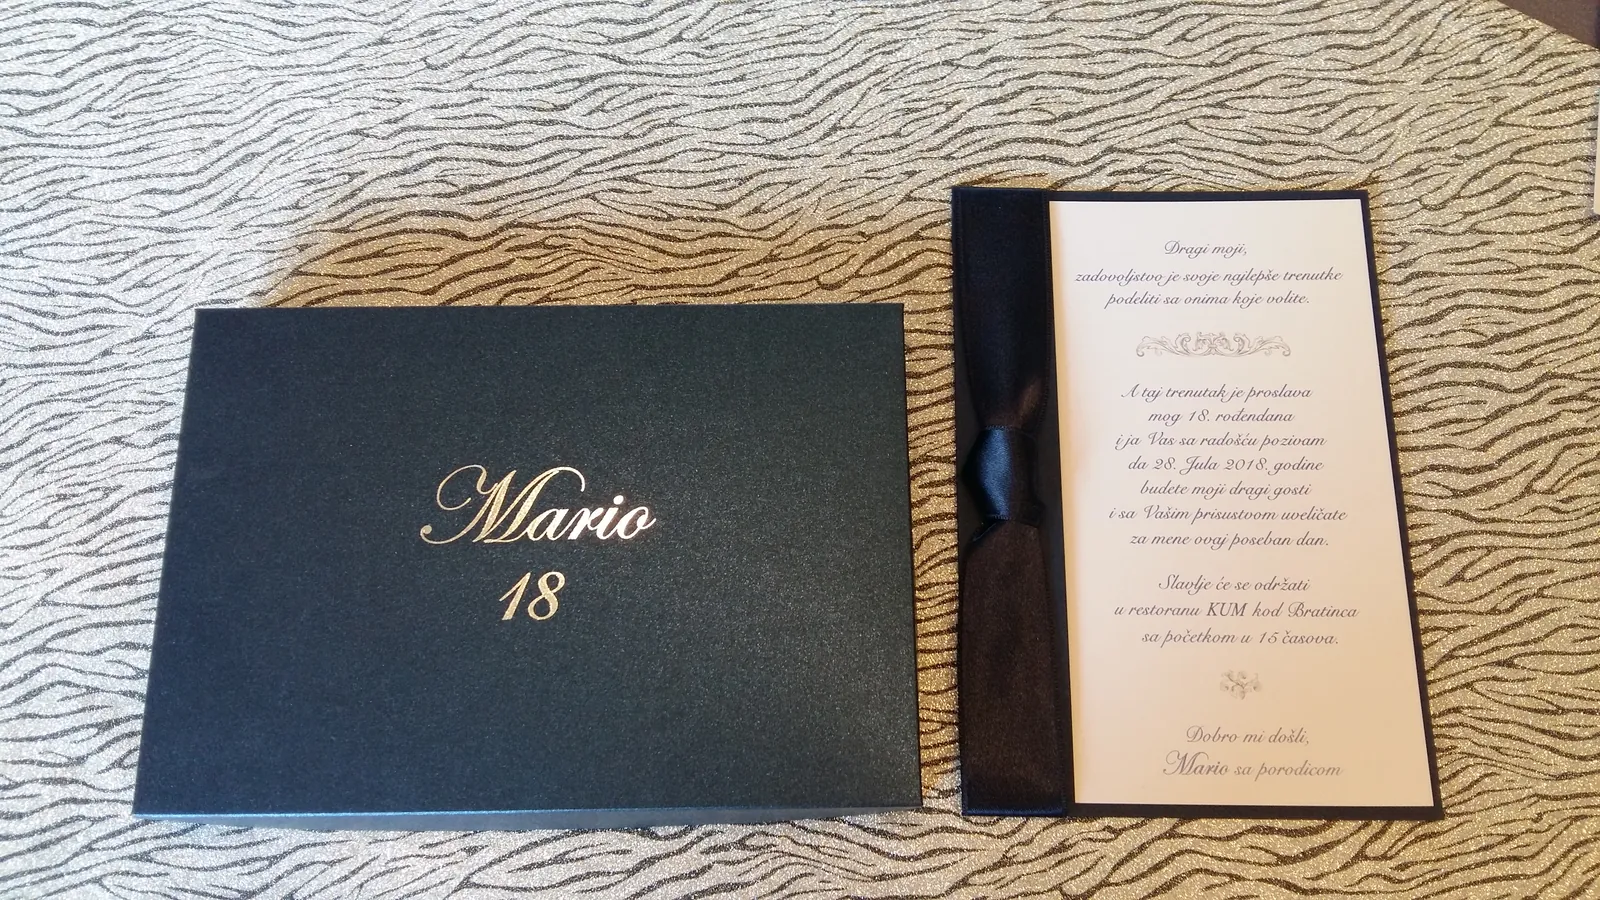 Mario
18
Dragi moji,
zadovoljstvo je svoje najlepše trenutke
podeliti sa onima koje volite.
A taj trenutak je proslava
mog 18. rođendana
i ja Vas sa radošću pozivam
da 28. Jula 2018. godine
budete moji dragi gosti
i sa Vašim prisustvom uveličate
za mene ovaj poseban dan.
Slavlje će se održati
u restoranu KUM kod Bratinca
sa početkom u 15 časova.
Dobro mi došli,
Mario sa porodicom